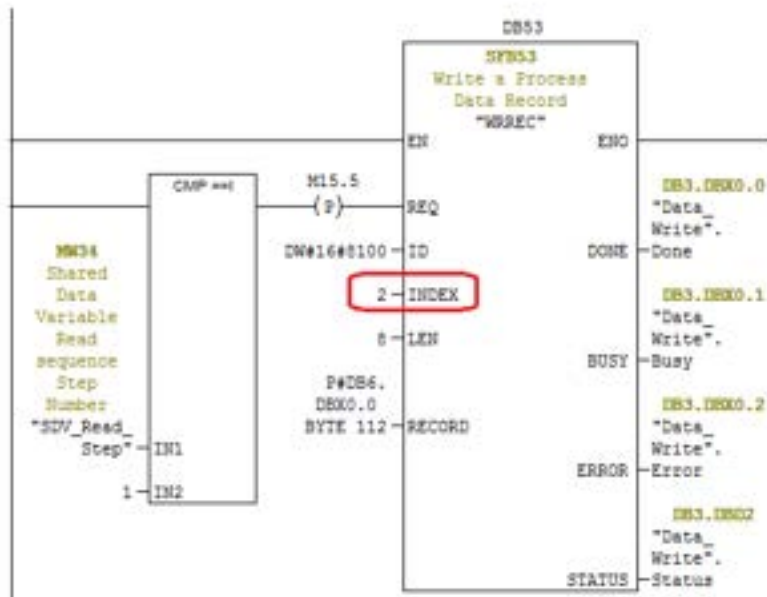 DB53
SFB53
Write a Process
Data Record
"WRREC"
EN
ENO
CMP ==I
M15.5
(P)
REQ
DW#16#8100
ID
2
INDEX
8
LEN
P#DB6.
DBX0.0
BYTE 112
RECORD
MW34
Shared
Data
Variable
Read
sequence
Step
Number
"SDV_Read_
Step"
IN1
1
IN2
DB3.DBX0.0
"Data_
Write".
DONE
Done
DB3.DBX0.1
"Data_
Write".
BUSY
Busy
DB3.DBX0.2
"Data_
Write".
ERROR
Error
DB3.DBD2
"Data_
Write".
STATUS
Status